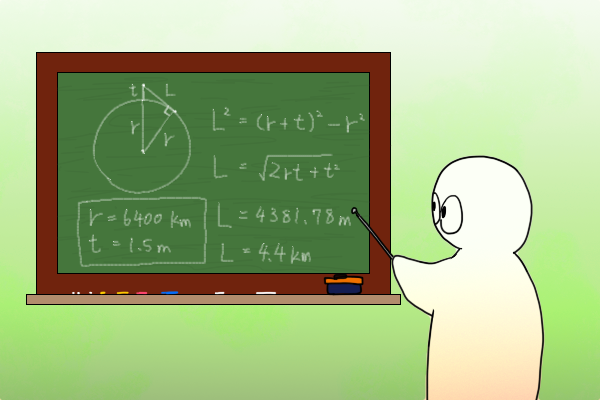 t L
r r
L² = (r+t)² - r²
L = √2rt + t²
r = 6400 km
t = 1.5 m
L = 4381.78 m
L = 4.4 km